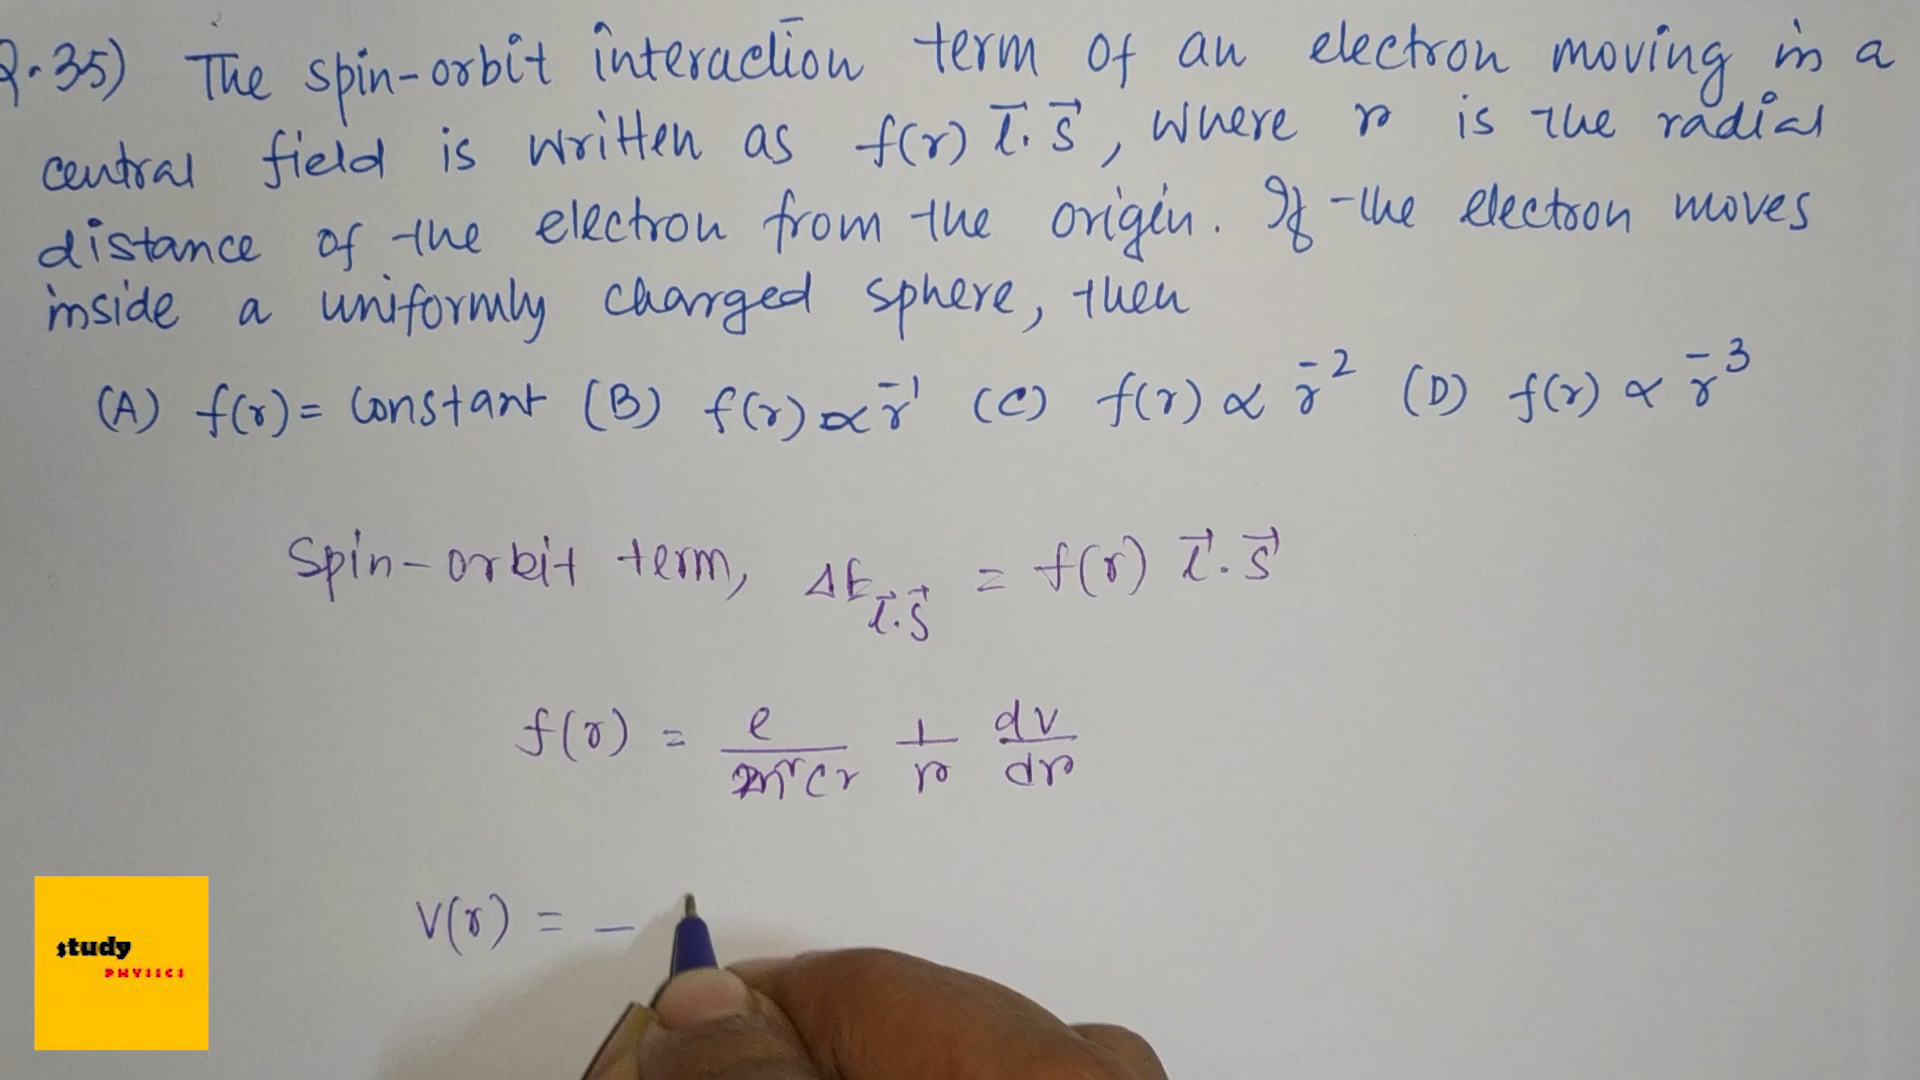 Q.35) The spin-orbit interaction term of an electron moving in a
central field is written as f(r) l⃗.s⃗, where r is the radial
distance of the electron from the origin. If the electron moves
inside a uniformly charged sphere, then
(A) f(r) = constant (B) f(r) ∝ r⁻¹ (C) f(r) ∝ r⁻² (D) f(r) ∝ r⁻³
Spin-orbit term, ΔE_l⃗.s⃗ = f(r) l⃗.s⃗
f(r) = e/2m²c² 1/r dv/dr
v(r) = –
study
PHYSICS